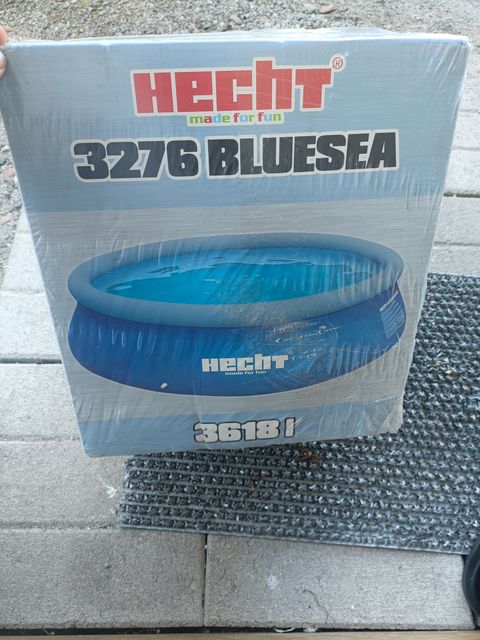 HECHT®
made for fun
3276 BLUESEA
HECHT
made for fun
3618 l